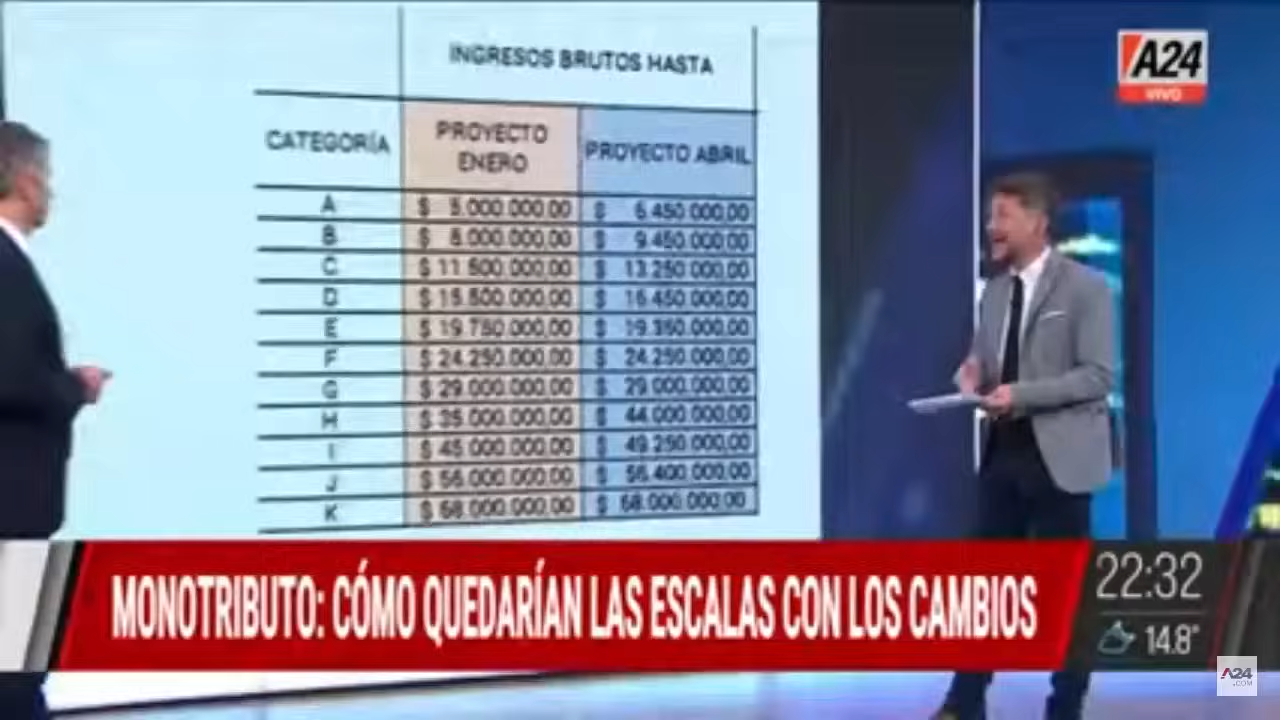 INGRESOS BRUTOS HASTA
CATEGORÍA PROYECTO ENERO PROYECTO ABRIL
A $ 5.000.000,00 $ 6.450.000,00
B $ 8.000.000,00 $ 9.450.000,00
C $ 11.500.000,00 $ 13.250.000,00
D $ 15.500.000,00 $ 16.450.000,00
E $ 19.750.000,00 $ 19.350.000,00
F $ 24.250.000,00 $ 24.250.000,00
G $ 29.000.000,00 $ 29.000.000,00
H $ 35.000.000,00 $ 44.000.000,00
I $ 45.000.000,00 $ 49.250.000,00
J $ 56.000.000,00 $ 56.400.000,00
K $ 68.000.000,00 $ 68.000.000,00
A24
VIVO
MONOTRIBUTO: CÓMO QUEDARÍAN LAS ESCALAS CON LOS CAMBIOS
22:32
14.8°
A24
.COM